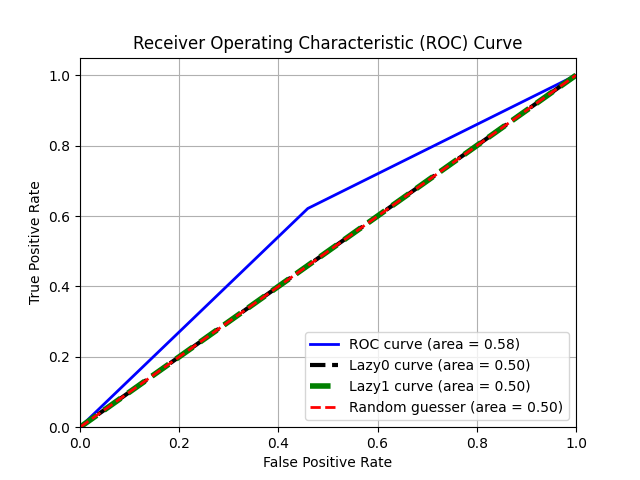 Receiver Operating Characteristic (ROC) Curve
True Positive Rate
1.0
0.8
0.6
0.4
0.2
0.0
ROC curve (area = 0.58)
Lazy0 curve (area = 0.50)
Lazy1 curve (area = 0.50)
Random guesser (area = 0.50)
0.0 0.2 0.4 0.6 0.8 1.0
False Positive Rate